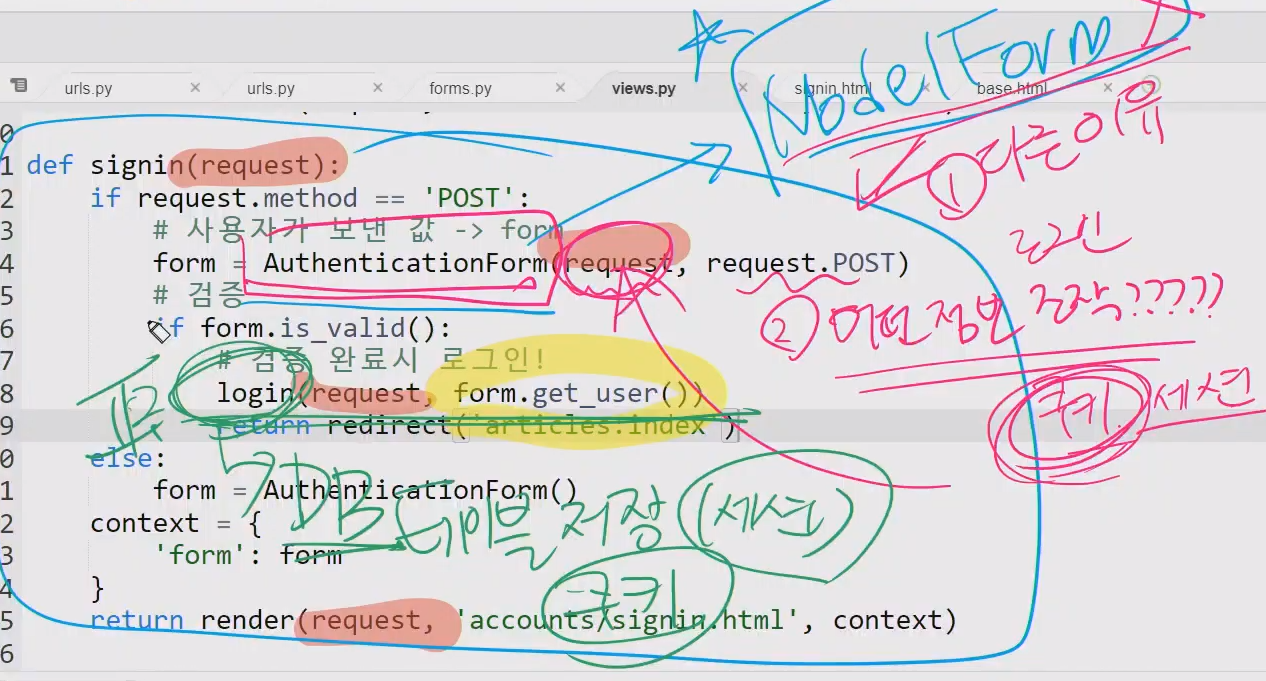 urls.py × urls.py × forms.py × views.py × signin.html × base.html ×
ModelForm
① 다른 이유
0
1 def signin(request):
2 if request.method == 'POST':
3 # 사용자가 보낸 값 -> form
로그인
4 form = AuthenticationForm(request, request.POST)
5 # 검증
② 어떤 정보 조작?????
6 if form.is_valid():
7 # 검증 완료시 로그인!
8 login(request, form.get_user())
쿠키 세션
9 return redirect('articles:index')
0 else:
1 form = AuthenticationForm()
DB 테이블 저장 (세션)
2 context = {
3 'form': form
쿠키
4 }
5 return render(request, 'accounts/signin.html', context)
6